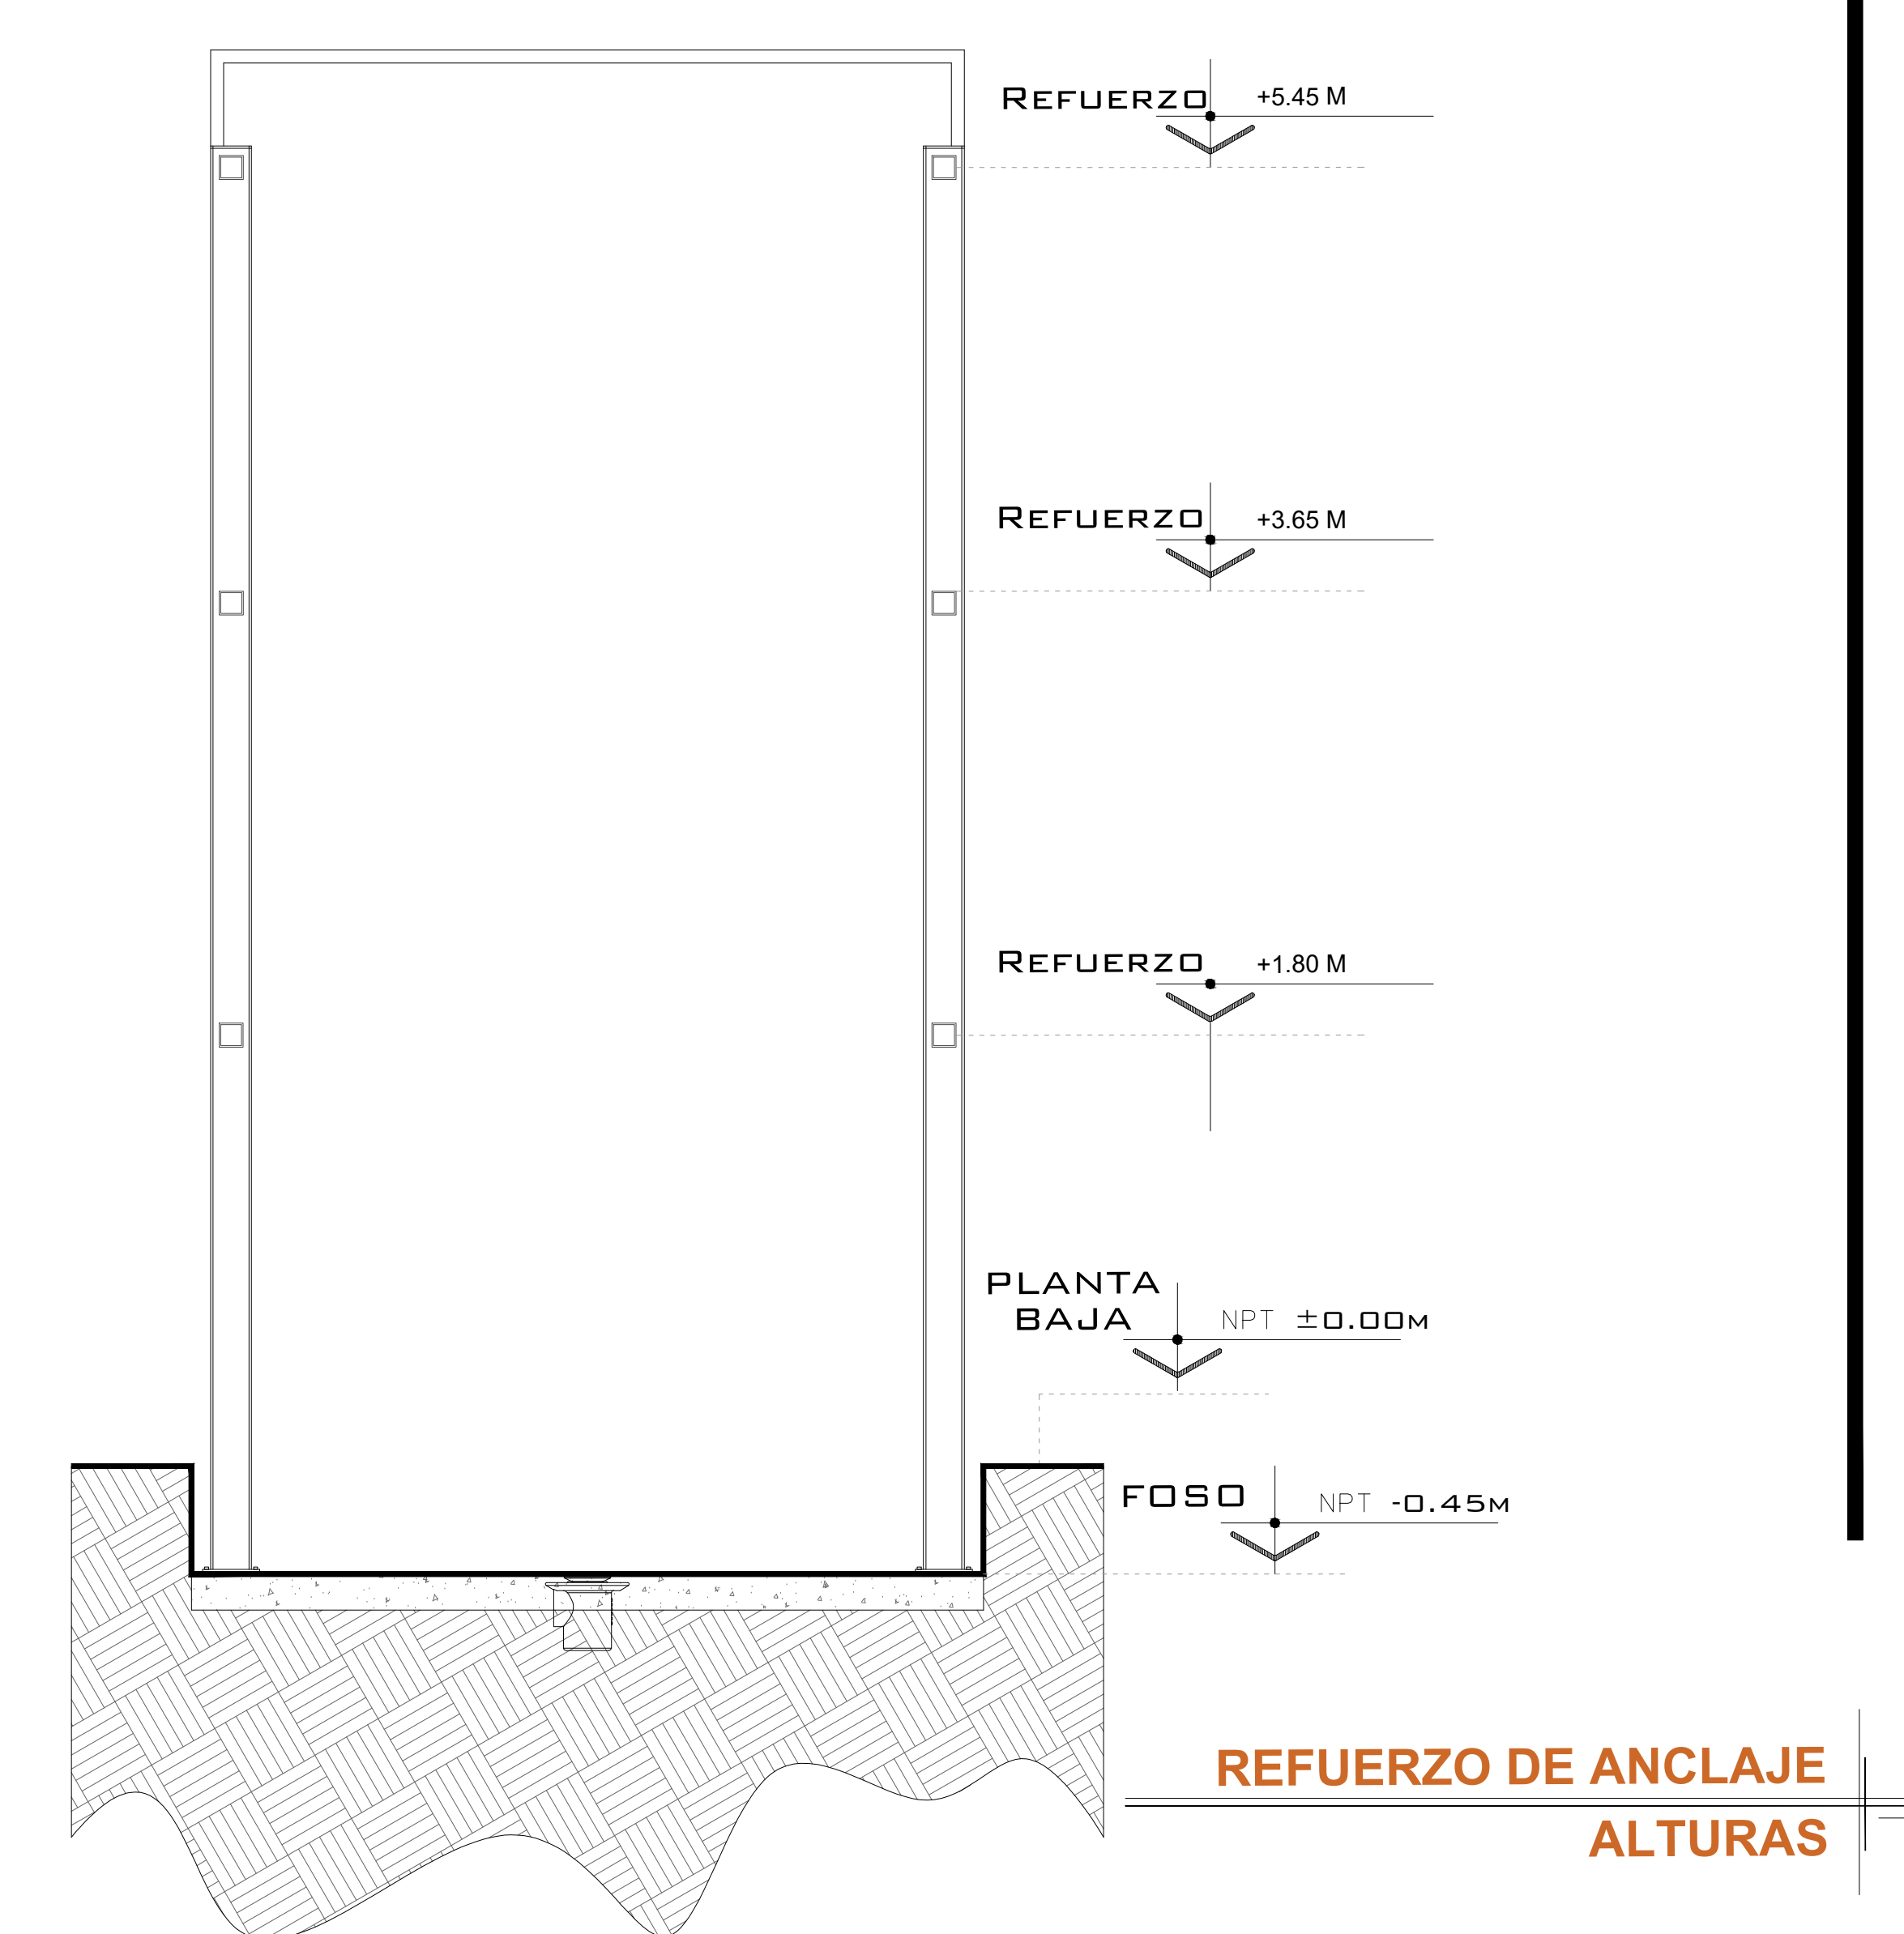 REFUERZO +5.45 M
REFUERZO +3.65 M
REFUERZO +1.80 M
PLANTA
BAJA NPT ±0.00M
FOSO NPT -0.45M
REFUERZO DE ANCLAJE
ALTURAS